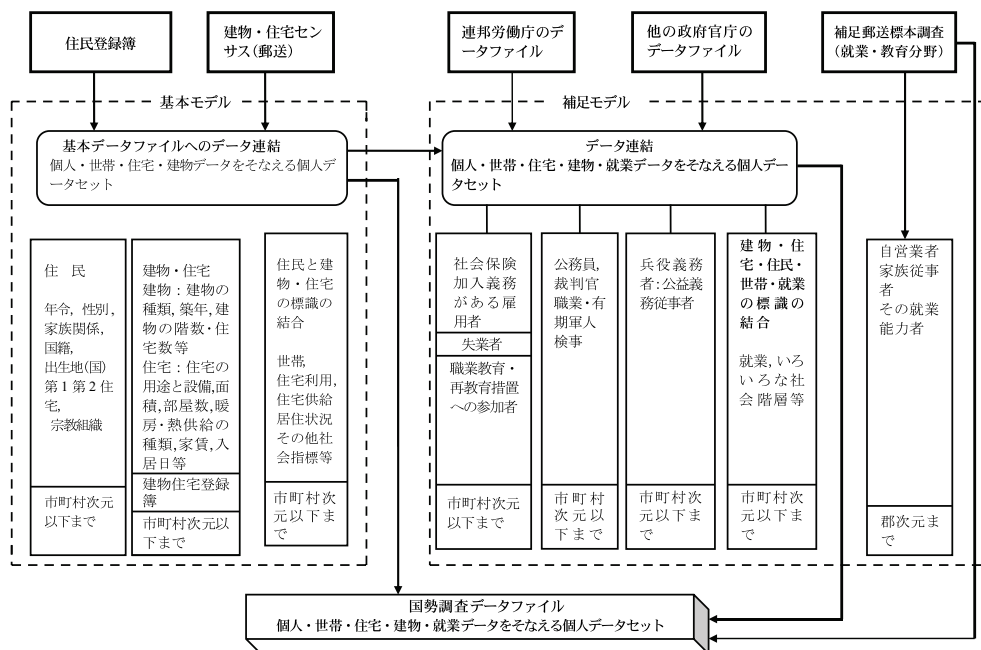 住民登録簿
建物・住宅セン
サス(郵送)
連邦労働庁のデ
ータファイル
他の政府官庁の
データファイル
補足郵送標本調査
(就業・教育分野)
基本モデル
補足モデル
基本データファイルへのデータ連結
個人・世帯・住宅・建物データをそなえる個人デ
ータセット
データ連結
個人・世帯・住宅・建物・就業データをそなえる個人デー
タセット
住 民
年令, 性別,
家族関係,
国籍,
出生地(国)
第1第2住
宅,
宗教組織
市町村次元
以下まで
建物・住宅
建物:建物の
種類,築年,建
物の階数・住
宅数等
住宅:住宅の
用途と設備,面
積,部屋数,暖
房・熱供給の
種類,家賃,入
居日等
建物住宅登録
簿
市町村次元以
下まで
住民と建
物・住宅
の標識の
結合
世帯,
住宅利用,
住宅供給
居住状況
その他社
会指標等
市町村次
元以下ま
で
社会保険
加入義務
がある雇
用者
失業者
職業教育・
再教育措置
への参加者
市町村次元
以下まで
公務員,
裁判官
職業・有
期軍人
検事
市町村
次元以
下まで
兵役義務
者:公益義
務従事者
市町村次
元以下ま
で
建物・住
宅・住民・
世帯・就業
の標識の
結合
就業,いろ
いろな社
会階層等
市町村次
元以下ま
で
自営業者
家族従事
者
その就業
能力者
郡次元ま
で
国勢調査データファイル
個人・世帯・住宅・建物・就業データをそなえる個人データセット